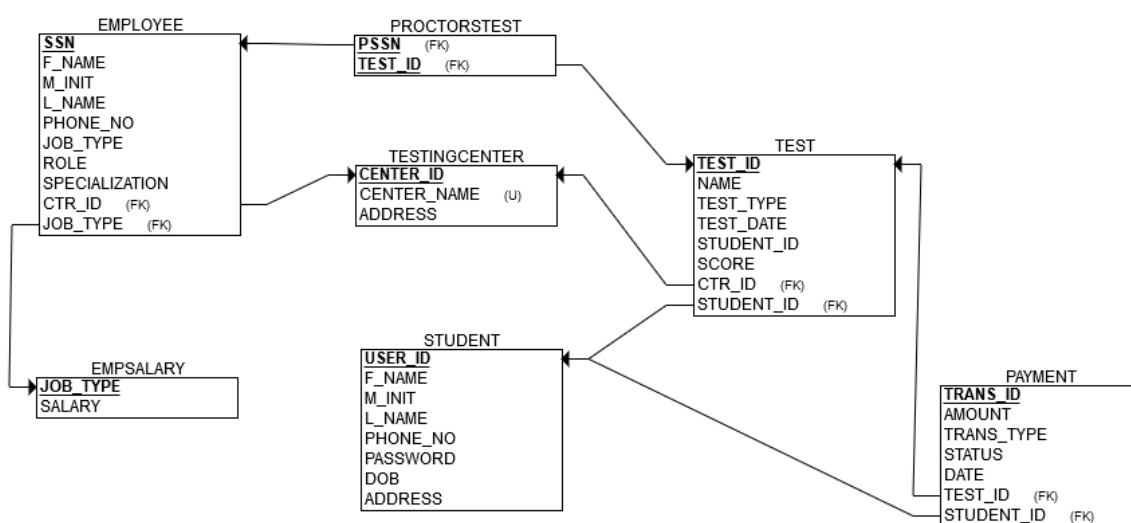 EMPLOYEE
SSN
F_NAME
M_INIT
L_NAME
PHONE_NO
JOB_TYPE
ROLE
SPECIALIZATION
CTR_ID (FK)
JOB_TYPE (FK)
PROCTORSTEST
PSSN (FK)
TEST_ID (FK)
TESTINGCENTER
CENTER_ID
CENTER_NAME (U)
ADDRESS
TEST
TEST_ID
NAME
TEST_TYPE
TEST_DATE
STUDENT_ID
SCORE
CTR_ID (FK)
STUDENT_ID (FK)
EMPSALARY
JOB_TYPE
SALARY
STUDENT
USER_ID
F_NAME
M_INIT
L_NAME
PHONE_NO
PASSWORD
DOB
ADDRESS
PAYMENT
TRANS_ID
AMOUNT
TRANS_TYPE
STATUS
DATE
TEST_ID (FK)
STUDENT_ID (FK)